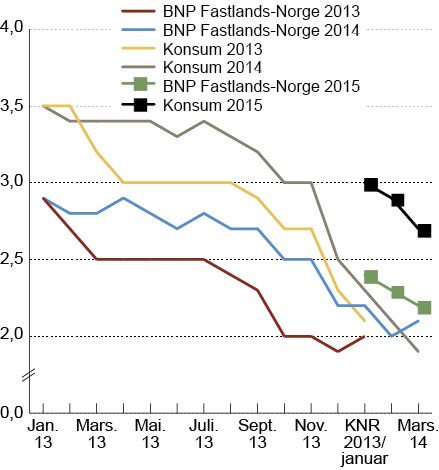 4,0
3,5
3,0
2,5
2,0
0,0
BNP Fastlands-Norge 2013
BNP Fastlands-Norge 2014
Konsum 2013
Konsum 2014
BNP Fastlands-Norge 2015
Konsum 2015
Jan. 13
Mars. 13
Mai. 13
Juli. 13
Sept. 13
Nov. 13
KNR 2013/ januar
Mars. 14